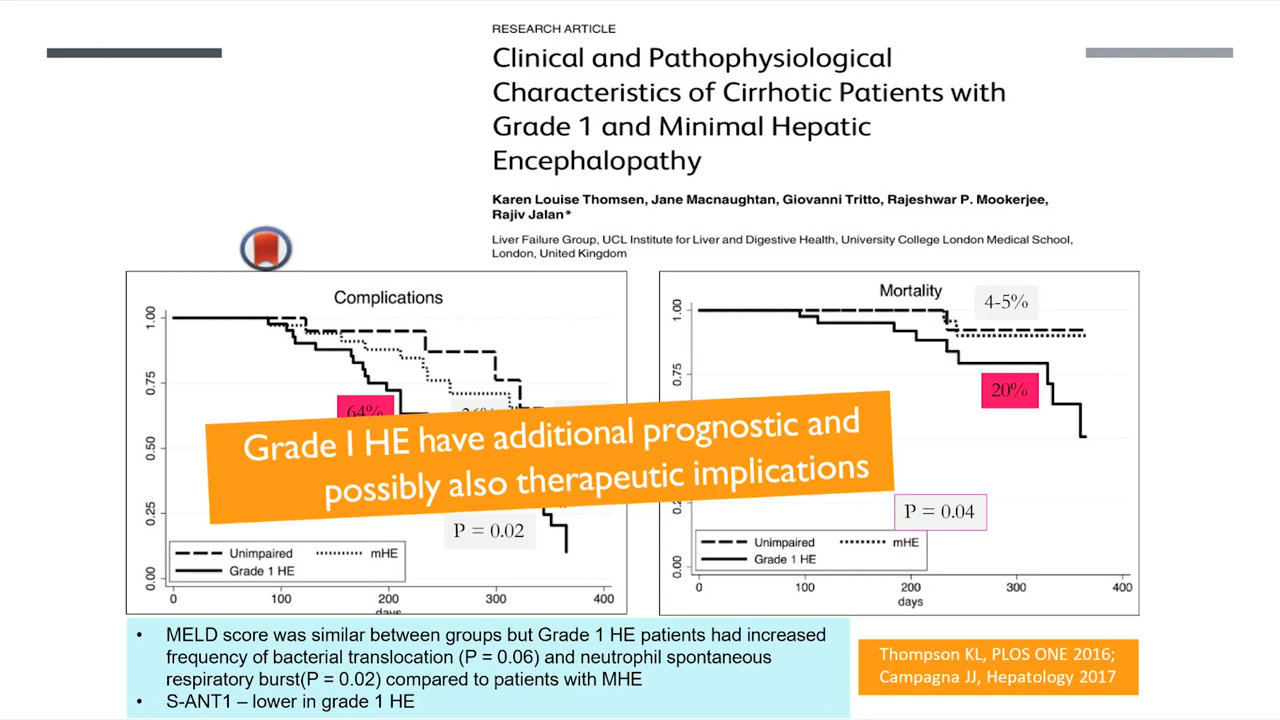 RESEARCH ARTICLE
Clinical and Pathophysiological
Characteristics of Cirrhotic Patients with
Grade 1 and Minimal Hepatic
Encephalopathy
Karen Louise Thomsen, Jane Macnaughtan, Giovanni Tritto, Rajeshwar P. Mookerjee,
Rajiv Jalan*
Liver Failure Group, UCL Institute for Liver and Digestive Health, University College London Medical School,
London, United Kingdom
Complications
1.00
0.75
0.50
0.25
0.00
64%
P = 0.02
Unimpaired
mHE
Grade 1 HE
0 100 200 300 400
days
Mortality
4-5%
1.00
.75
20%
P = 0.04
Unimpaired
mHE
Grade 1 HE
0.00
0 100 200 300 400
days
Grade I HE have additional prognostic and
possibly also therapeutic implications
• MELD score was similar between groups but Grade 1 HE patients had increased
frequency of bacterial translocation (P = 0.06) and neutrophil spontaneous
respiratory burst(P = 0.02) compared to patients with MHE
• S-ANT1 – lower in grade 1 HE
Thompson KL, PLOS ONE 2016;
Campagna JJ, Hepatology 2017